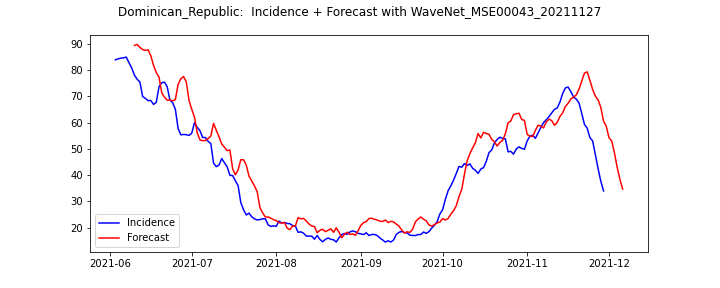 Dominican_Republic:  Incidence + Forecast with WaveNet_MSE00043_20211127
90
80
70
60
50
40
30
20
Incidence
Forecast
2021-06 2021-07 2021-08 2021-09 2021-10 2021-11 2021-12